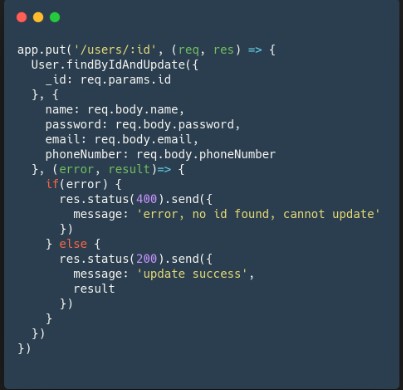 app.put('/users/:id', (req, res) => {
  User.findByIdAndUpdate({
    _id: req.params.id
  }, {
    name: req.body.name,
    password: req.body.password,
    email: req.body.email,
    phoneNumber: req.body.phoneNumber
  }, (error, result)=> {
    if(error) {
      res.status(400).send({
        message: 'error, no id found, cannot update'
      })
    } else {
      res.status(200).send({
        message: 'update success',
        result
      })
    }
  })
})